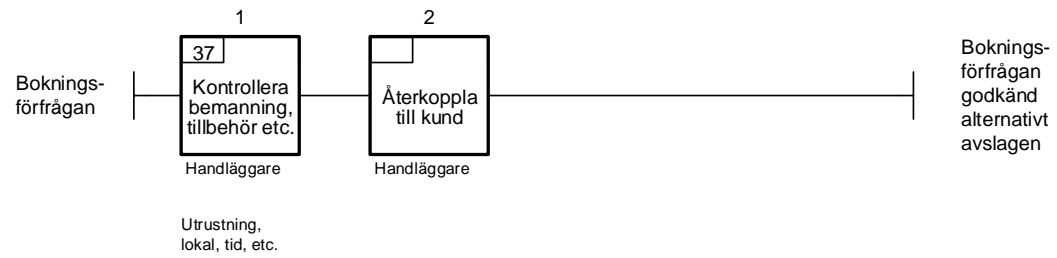 1
2
37
Boknings-
förfrågan
Kontrollera
bemanning,
tillbehör etc.
Återkoppla
till kund
Boknings-
förfrågan
godkänd
alternativt
avslagen
Handläggare
Handläggare
Utrustning,
lokal, tid, etc.